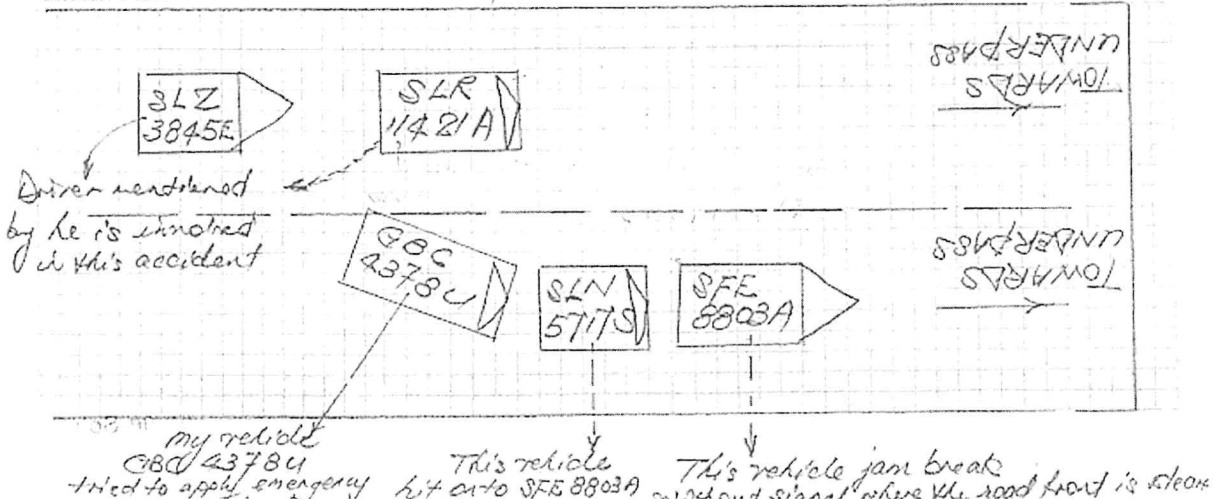 TOWARDS
UNDERPASS
SLZ
3845E
SLR
11421A
Driver mentioned
by he is involved
in this accident
GBC
4378U
SLN
5717S
SFE
8803A
TOWARDS
UNDERPASS
my vehicle
GBC 4378U
tried to apply emergency
This vehicle
hit onto SFE 8803A
This vehicle jam break
without signal where the road front is